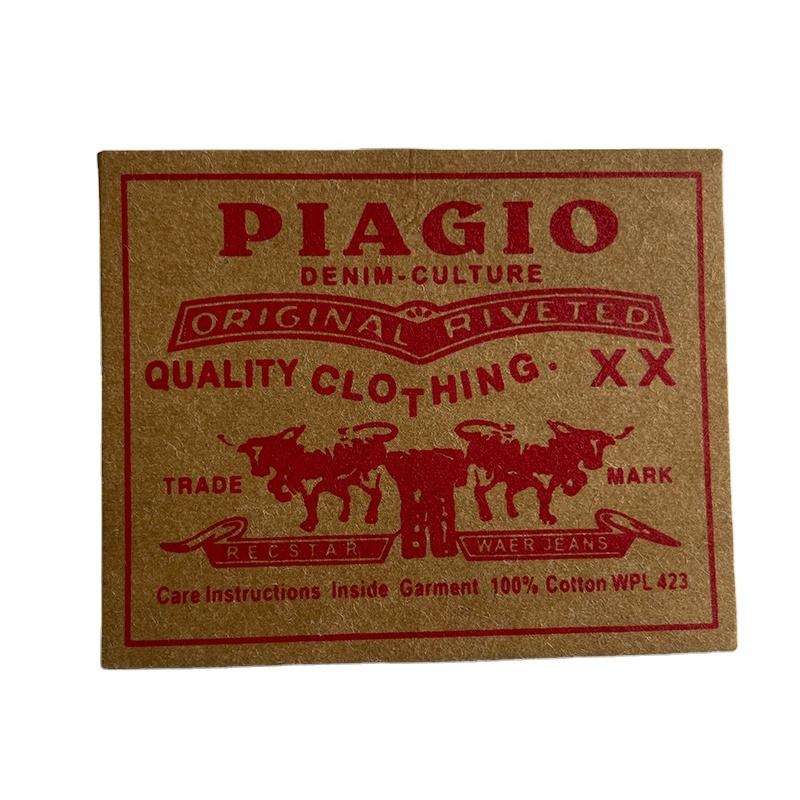 PIAGIO
DENIM-CULTURE
ORIGINAL RIVETED
QUALITY CLOTHING. XX
TRADE MARK
RECSTAR WAER JEANS
Care Instructions Inside Garment 100% Cotton WPL 423